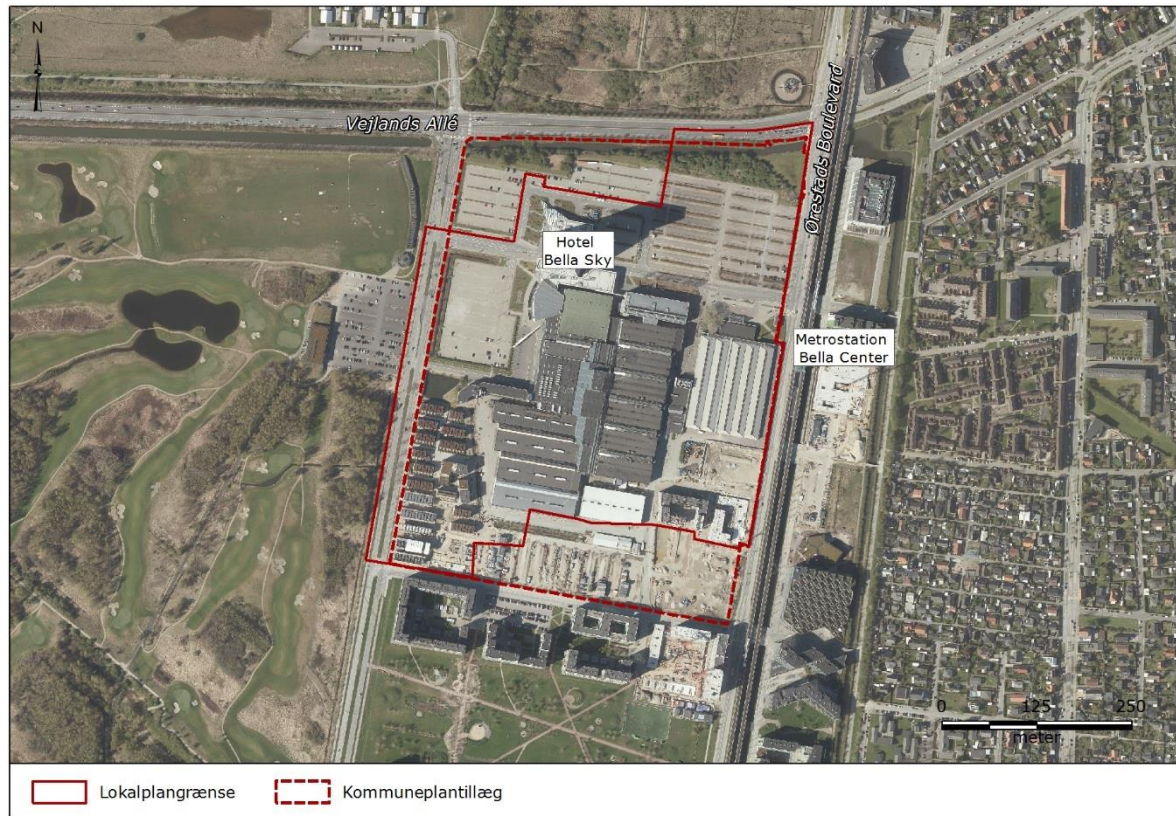 N
Vejlands Allé
Ørestads Boulevard
Hotel
Bella Sky
Metrostation
Bella Center
0 125 250
meter
Lokalplangrænse
Kommuneplantillæg